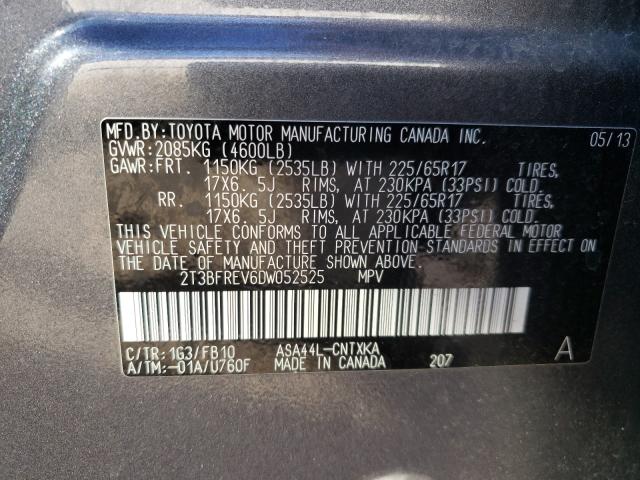 MFD.BY:TOYOTA MOTOR MANUFACTURING CANADA INC. 05/13
GVWR:2085KG (4600LB)
GAWR:FRT. 1150KG (2535LB) WITH 225/65R17 TIRES,
17X6.5J RIMS, AT 230KPA (33PSI) COLD.
RR. 1150KG (2535LB) WITH 225/65R17 TIRES,
17X6.5J RIMS, AT 230KPA (33PSI) COLD.
THIS VEHICLE CONFORMS TO ALL APPLICABLE FEDERAL MOTOR
VEHICLE SAFETY AND THEFT PREVENTION STANDARDS IN EFFECT ON
THE DATE OF MANUFACTURE SHOWN ABOVE.
2T3BFREV6DW052525 MPV
C/TR:1G3/FB10 ASA44L-CNTXKA A
A/TM:-01A/U760F MADE IN CANADA 207